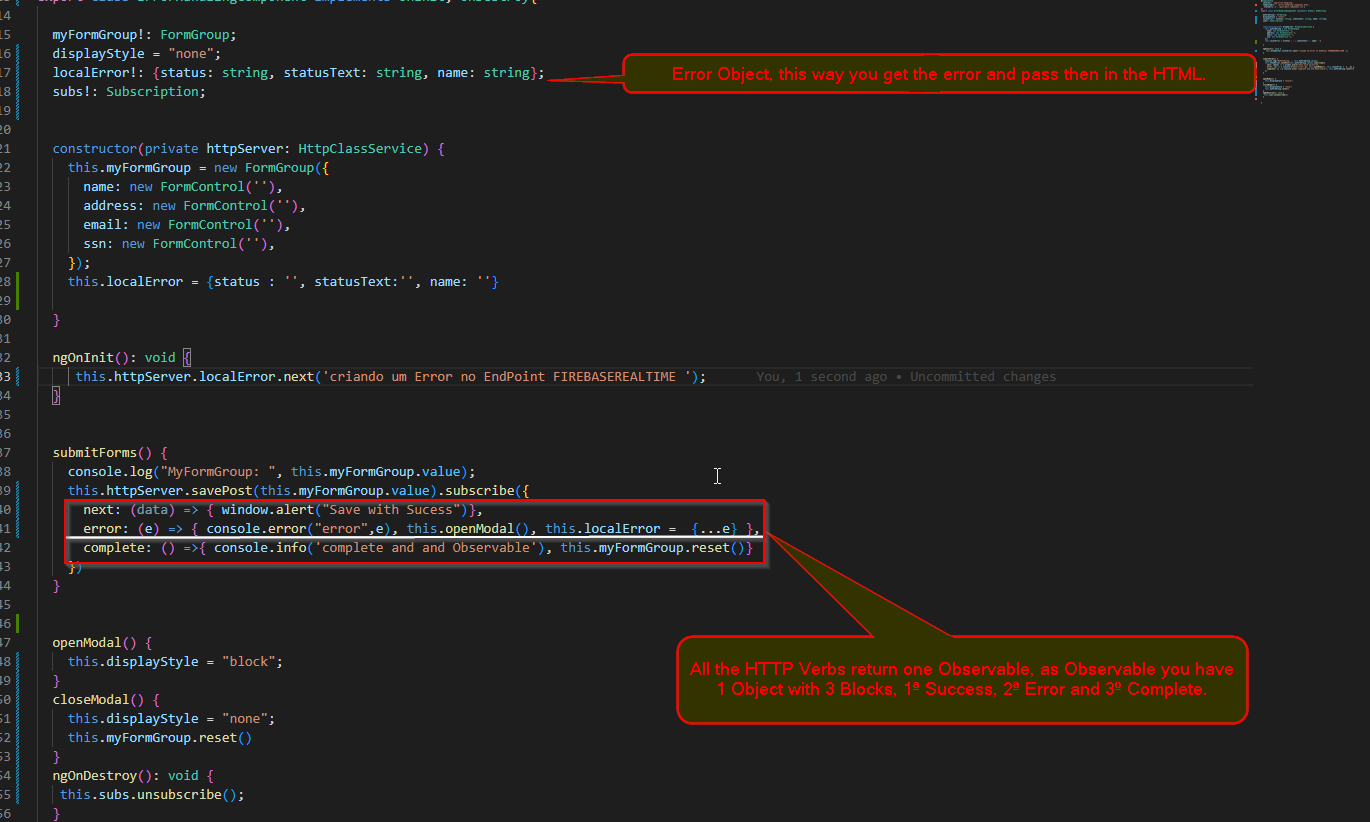 14
15 myFormGroup!: FormGroup;
16 displayStyle = "none";
17 localError!: {status: string, statusText: string, name: string};
Error Object, this way you get the error and pass then in the HTML.
18 subs!: Subscription;
19
20
21 constructor(private httpServer: HttpClassService) {
22 this.myFormGroup = new FormGroup({
23 name: new FormControl(''),
24 address: new FormControl(''),
25 email: new FormControl(''),
26 ssn: new FormControl(''),
27 });
28 this.localError = {status : '', statusText:'', name: ''}
29
30 }
31
32 ngOnInit(): void {
33 this.httpServer.localError.next('criando um Error no EndPoint FIREBASEREALTIME '); You, 1 second ago • Uncommitted changes
34 }
35
36
37 submitForms() {
38 console.log("MyFormGroup: ", this.myFormGroup.value);
39 this.httpServer.savePost(this.myFormGroup.value).subscribe({
40 next: (data) => { window.alert("Save with Sucess")},
41 error: (e) => { console.error("error",e), this.openModal(), this.localError = {...e} },
42 complete: () =>{ console.info('complete and and Observable'), this.myFormGroup.reset()}
43 })
44 }
45
46
47 openModal() {
48 this.displayStyle = "block";
49 }
50 closeModal() {
51 this.displayStyle = "none";
52 this.myFormGroup.reset()
53 }
54 ngOnDestroy(): void {
55 this.subs.unsubscribe();
56 }
All the HTTP Verbs return one Observable, as Observable you have
1 Object with 3 Blocks, 1ª Success, 2ª Error and 3º Complete.